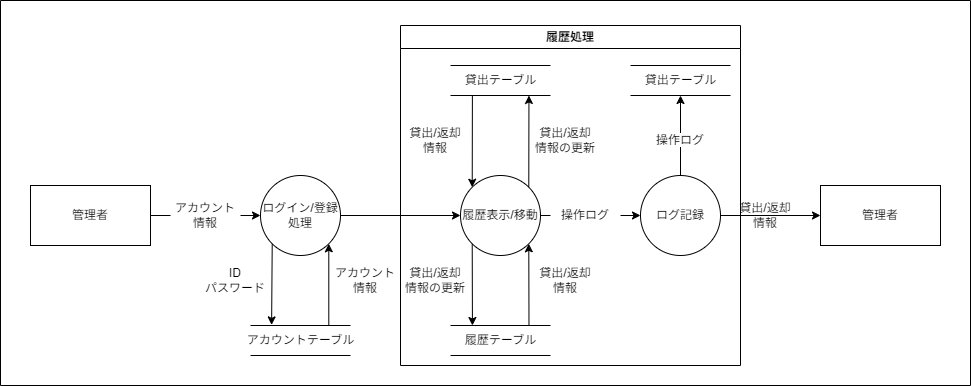 履歴処理
貸出テーブル
貸出テーブル
貸出/返却
情報
貸出/返却
情報の更新
操作ログ
管理者
アカウント
情報
ログイン/登録
処理
履歴表示/移動
操作ログ
ログ記録
貸出/返却
情報
管理者
ID
パスワード
アカウント
情報
貸出/返却
情報の更新
貸出/返却
情報
アカウントテーブル
履歴テーブル